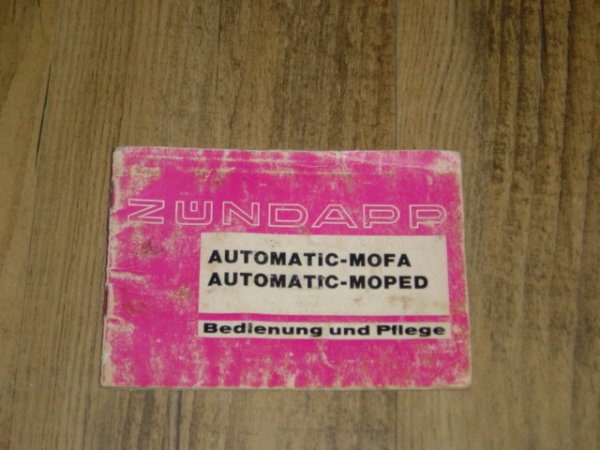 ZÜNDAPP
AUTOMATiC-MOFA
AUTOMATiC-MOPED
Bedienung und Pflege